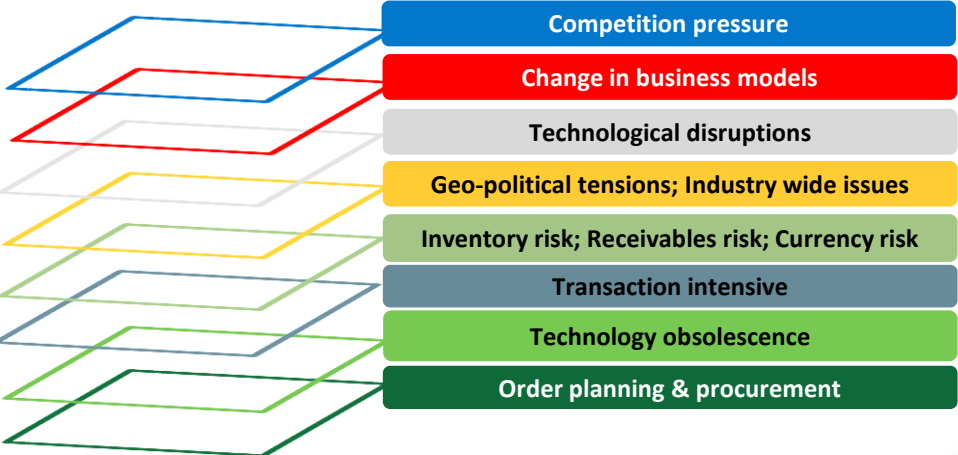 Competition pressure
Change in business models
Technological disruptions
Geo-political tensions; Industry wide issues
Inventory risk; Receivables risk; Currency risk
Transaction intensive
Technology obsolescence
Order planning & procurement